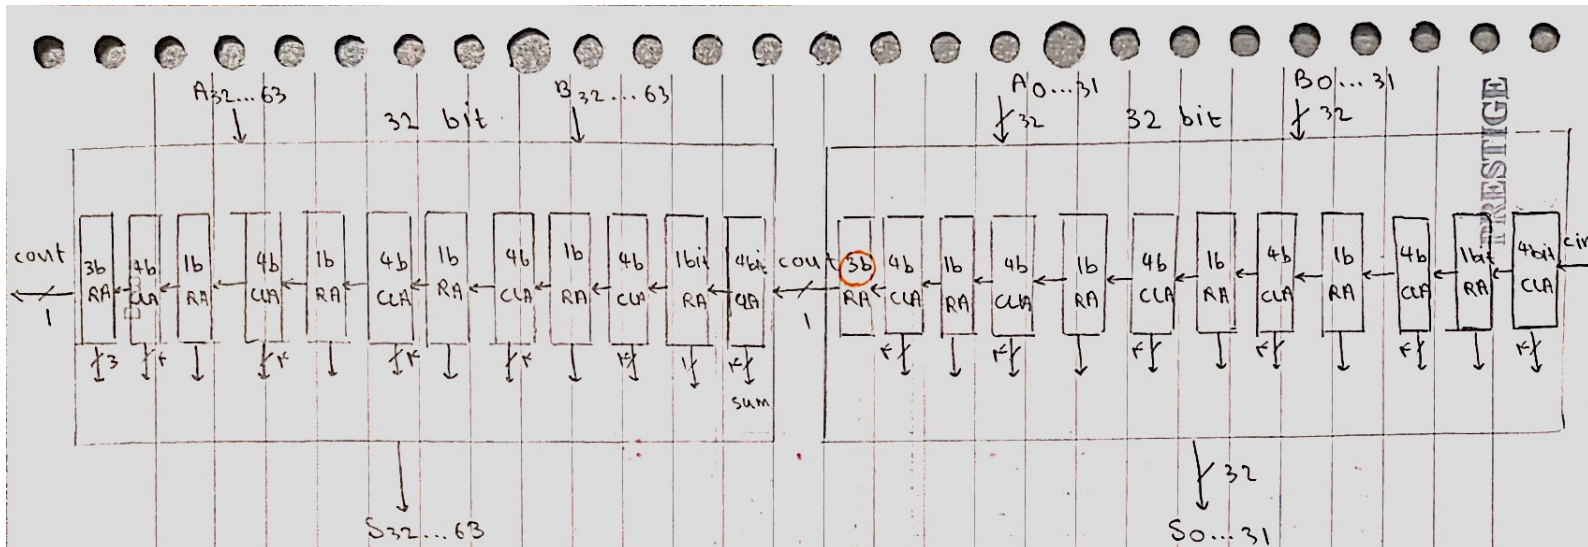 A32...63 B32...63 A0...31 B0...31
32 bit 32 32 bit 32
PRESTIGE
cout 3b RA 4b CLA 1b RA 4b CLA 1b RA 4b CLA 1b RA 4b CLA 1b RA 4b CLA 1bit RA 4bit CLA cout 3b RA 4b CLA 1b RA 4b CLA 1b RA 4b CLA 1b RA 4b CLA 1b RA 4b CLA 1bit RA 4bit CLA cin
1 1
3 4 4 4 4 4 1 4 4 4 4 4 4 4
sum
32
S32...63 S0...31